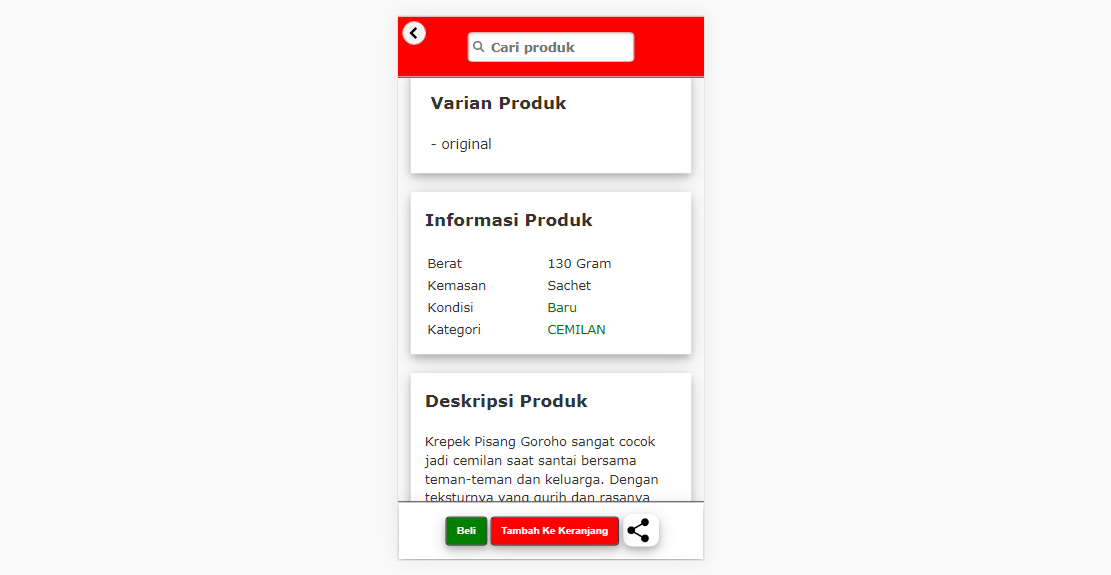 Cari produk
Varian Produk
- original
Informasi Produk
Berat 130 Gram
Kemasan Sachet
Kondisi Baru
Kategori CEMILAN
Deskripsi Produk
Krepek Pisang Goroho sangat cocok
jadi cemilan saat santai bersama
teman-teman dan keluarga. Dengan
teksturnya yang gurih dan rasanya
Beli Tambah Ke Keranjang